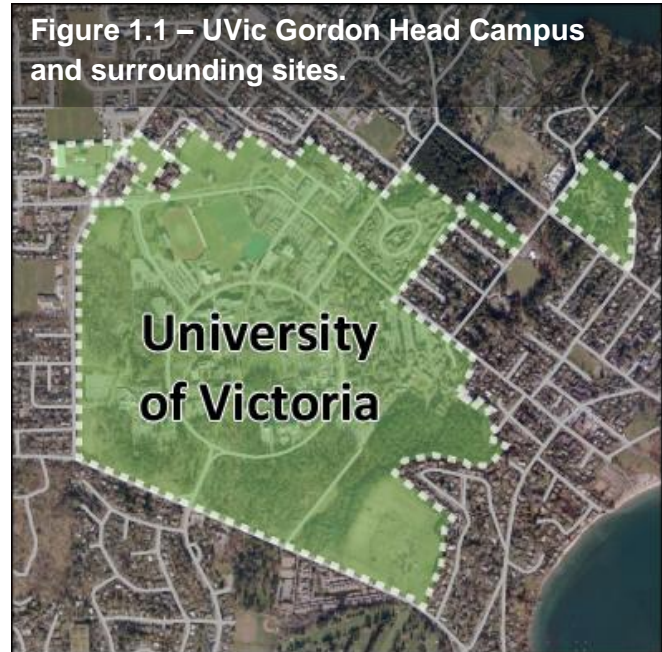 Figure 1.1 – UVic Gordon Head Campus
and surrounding sites.
University
of Victoria